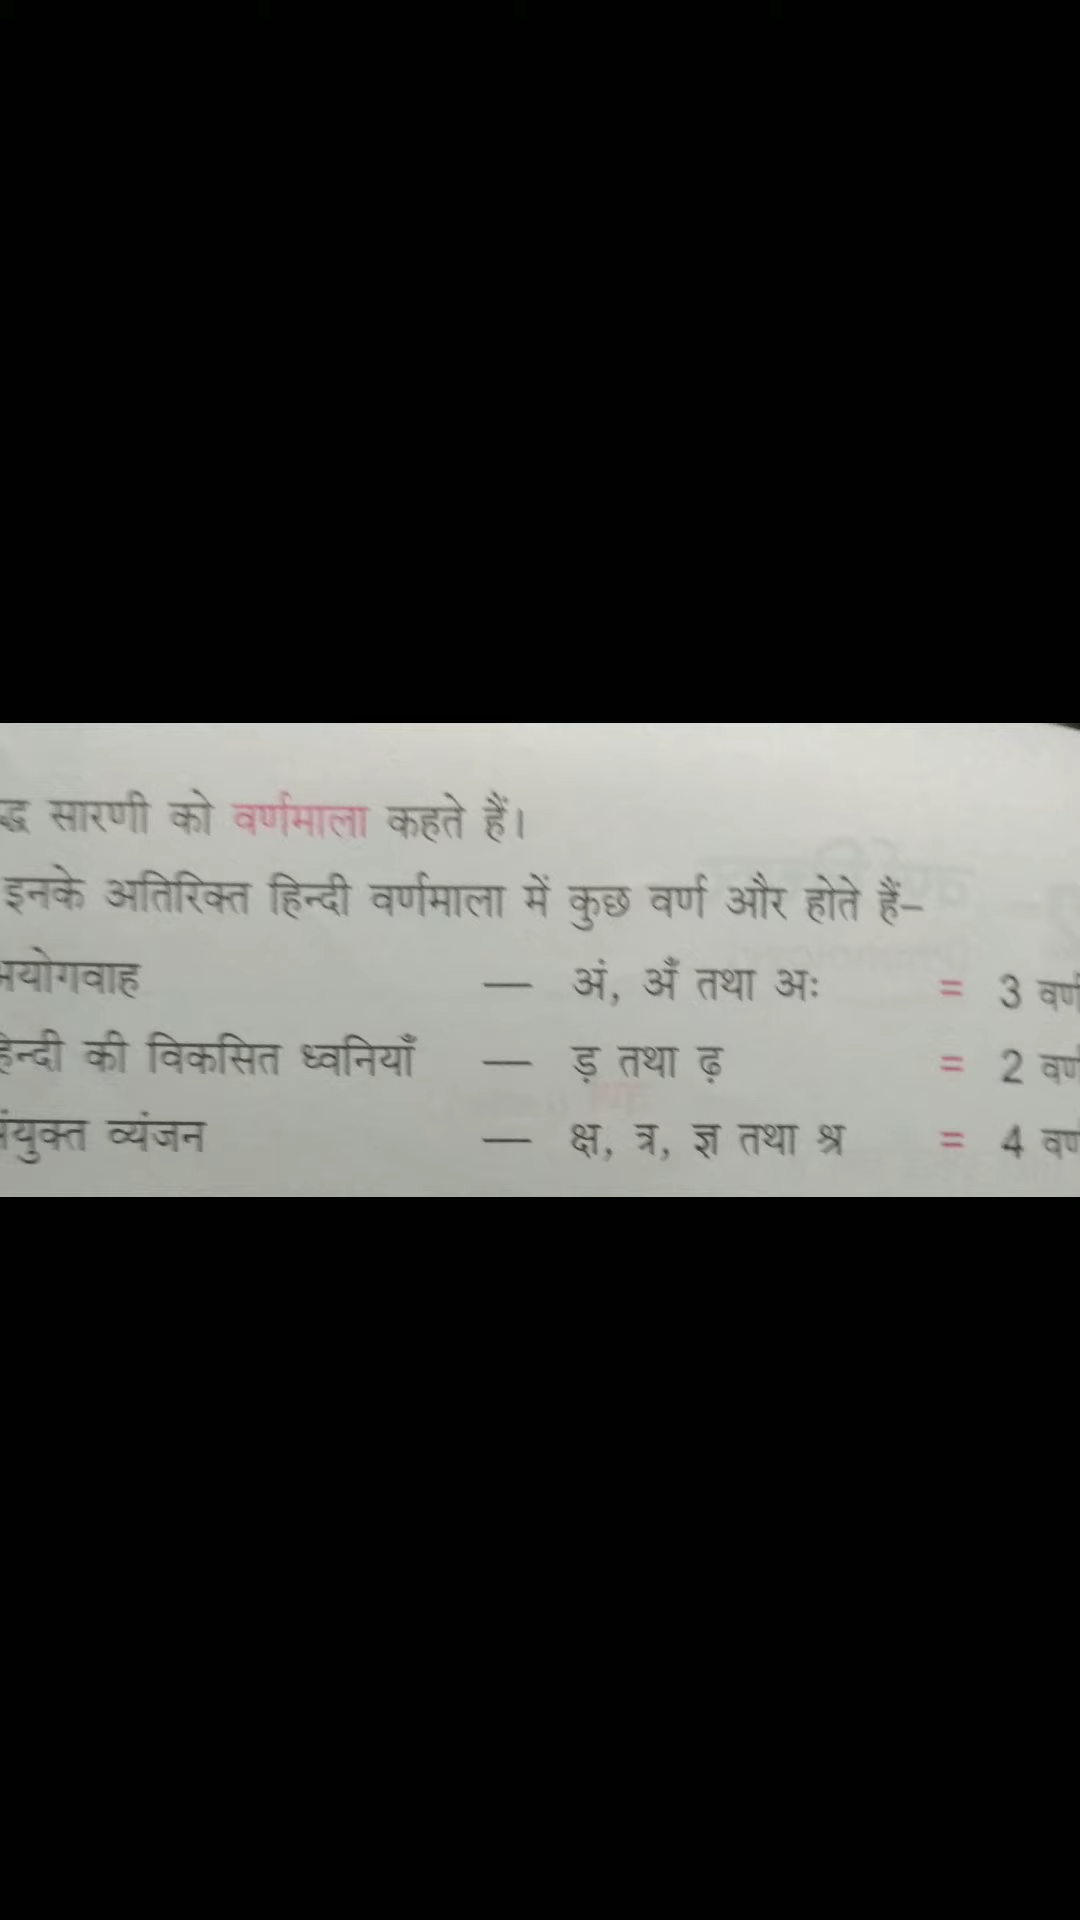 सारणी को वर्णमाला कहते हैं।
इनके अतिरिक्त हिन्दी वर्णमाला में कुछ वर्ण और होते हैं–
— अं, अँ तथा अः = 3
की विकसित ध्वनियाँ — ड़ तथा ढ़ = 2
व्यंजन — क्ष, त्र, ज्ञ तथा श्र = 4